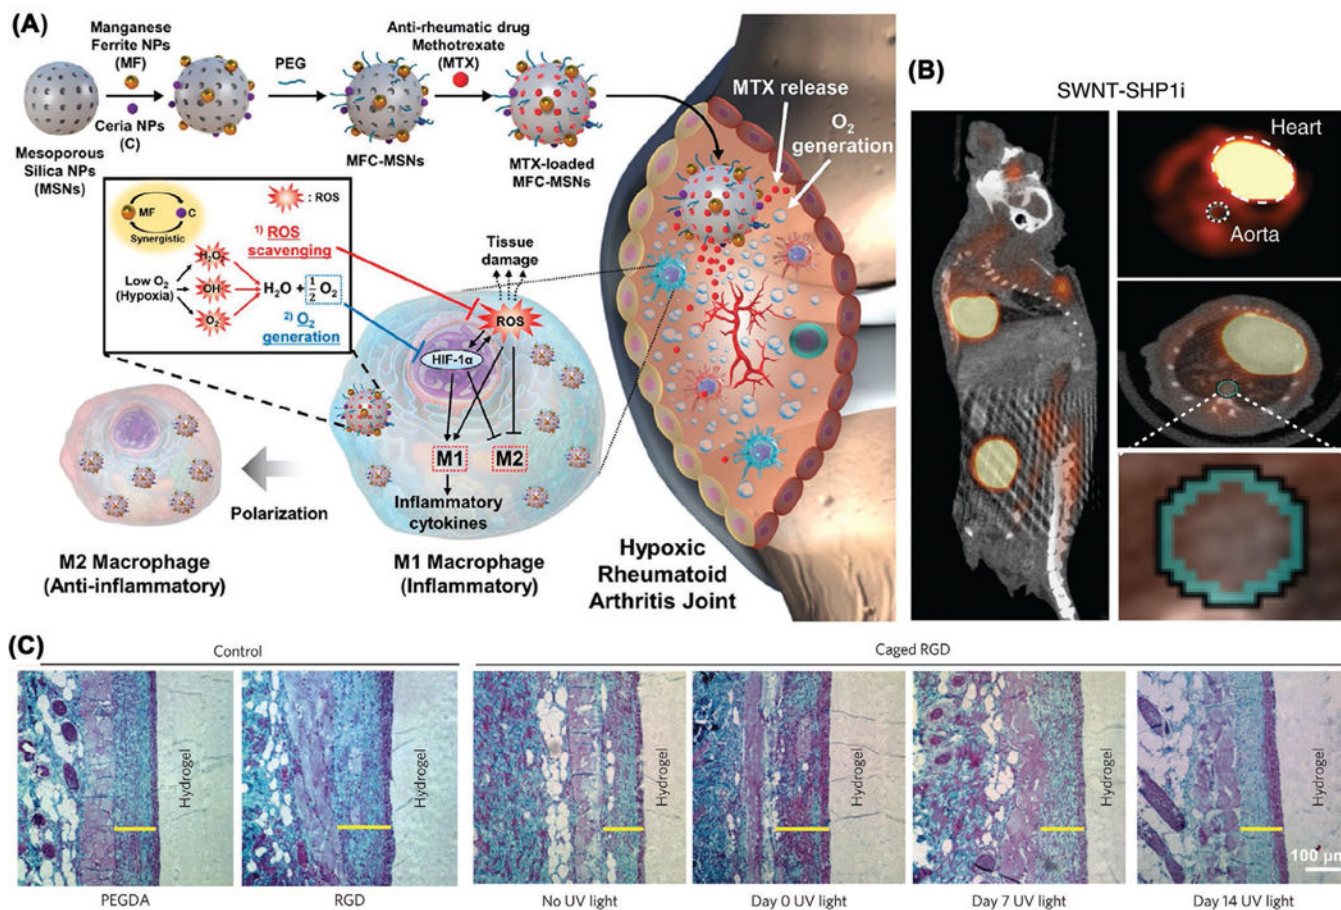 (A)
Manganese
Ferrite NPs
(MF)
Ceria NPs
(C)
Mesoporous
Silica NPs
(MSNs)
PEG
MFC-MSNs
Anti-rheumatic drug
Methotrexate
(MTX)
MTX-loaded
MFC-MSNs
MTX release
O2
generation
MF
C
Synergistic
: ROS
1) ROS
scavenging
Low O2
(Hypoxia)
H2O2
OH
O2
H2O + 1/2 O2
2) O2
generation
Tissue
damage
ROS
HIF-1α
M1
M2
Inflammatory
cytokines
Polarization
M2 Macrophage
(Anti-inflammatory)
M1 Macrophage
(Inflammatory)
Hypoxic
Rheumatoid
Arthritis Joint
(B)
SWNT-SHP1i
Heart
Aorta
(C)
Control
Caged RGD
Hydrogel
Hydrogel
Hydrogel
Hydrogel
Hydrogel
Hydrogel
100 µm
PEGDA
RGD
No UV light
Day 0 UV light
Day 7 UV light
Day 14 UV light